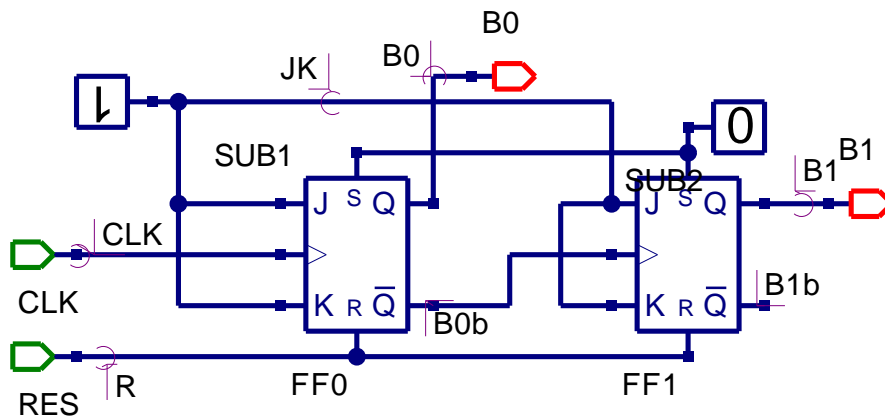 B0
B0
JK
1
0
SUB1
B1
B1
SUB2
J S Q
J S Q
CLK
B1b
CLK
K R Q̅
B0b
K R Q̅
R
FF0
FF1
RES